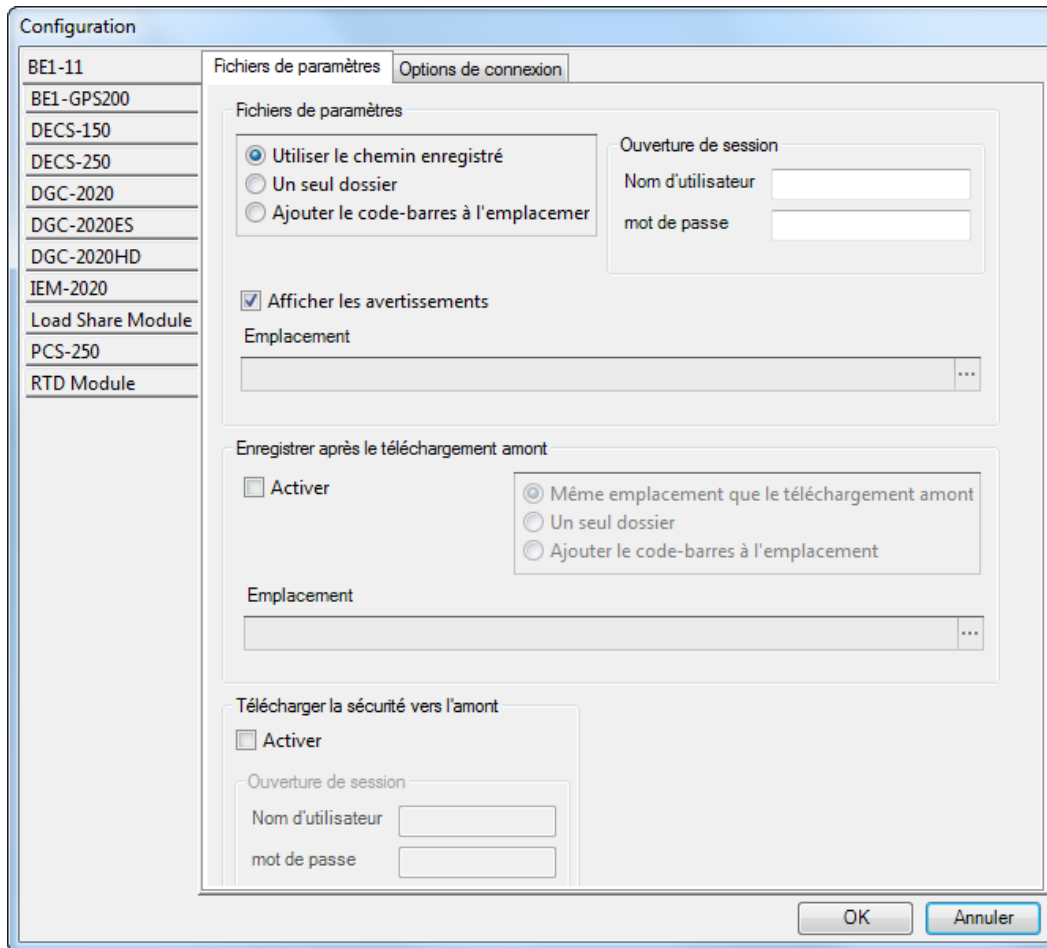 Configuration
BE1-11
BE1-GPS200
DECS-150
DECS-250
DGC-2020
DGC-2020ES
DGC-2020HD
IEM-2020
Load Share Module
PCS-250
RTD Module
Fichiers de paramètres
Options de connexion
Fichiers de paramètres
Utiliser le chemin enregistré
Un seul dossier
Ajouter le code-barres à l'emplacemer
Ouverture de session
Nom d'utilisateur
mot de passe
Afficher les avertissements
Emplacement
...
Enregistrer après le téléchargement amont
Activer
Même emplacement que le téléchargement amont
Un seul dossier
Ajouter le code-barres à l'emplacement
Emplacement
...
Télécharger la sécurité vers l'amont
Activer
Ouverture de session
Nom d'utilisateur
mot de passe
OK
Annuler